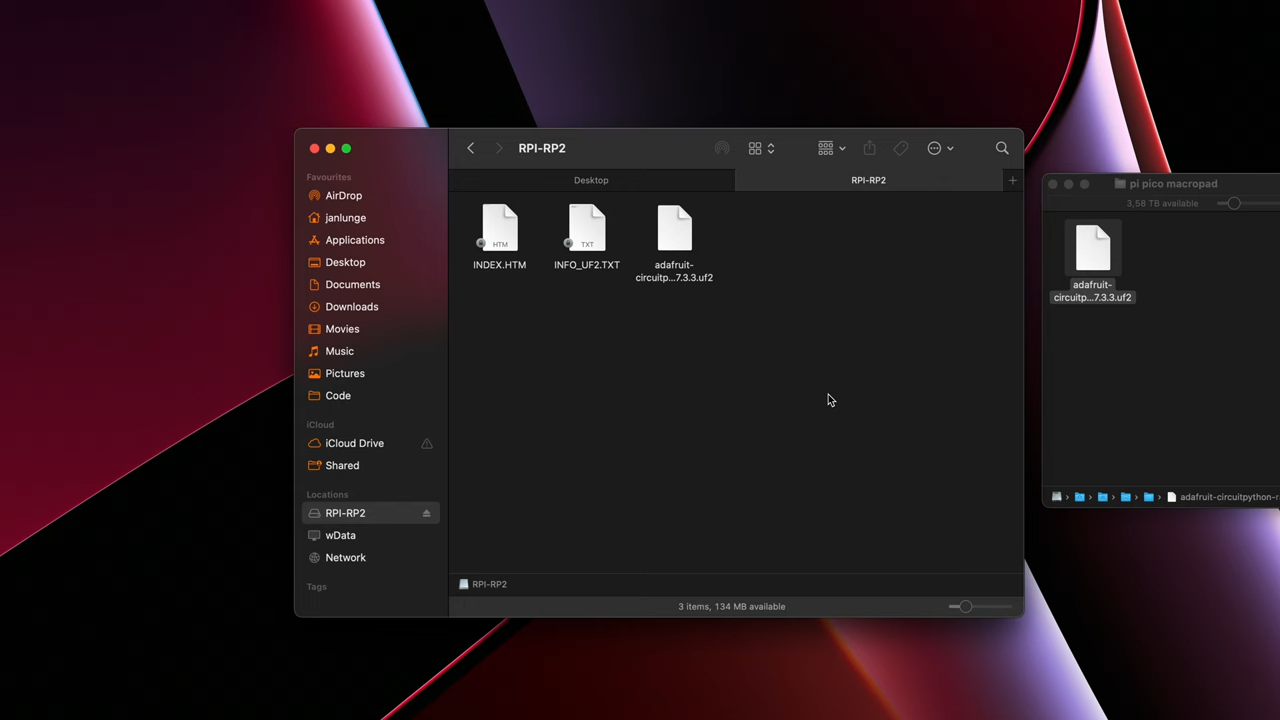 RPI-RP2
Desktop
RPI-RP2
Favourites
AirDrop
janlunge
Applications
Desktop
Documents
Downloads
Movies
Music
Pictures
Code
iCloud
iCloud Drive
Shared
Locations
RPI-RP2
wData
Network
Tags
HTM
INDEX.HTM
TXT
INFO_UF2.TXT
adafruit-
circuitp...7.3.3.uf2
RPI-RP2
3 items, 134 MB available
pi pico macropad
3,58 TB available
adafruit-
circuitp...7.3.3.uf2
adafruit-circuitpython-r